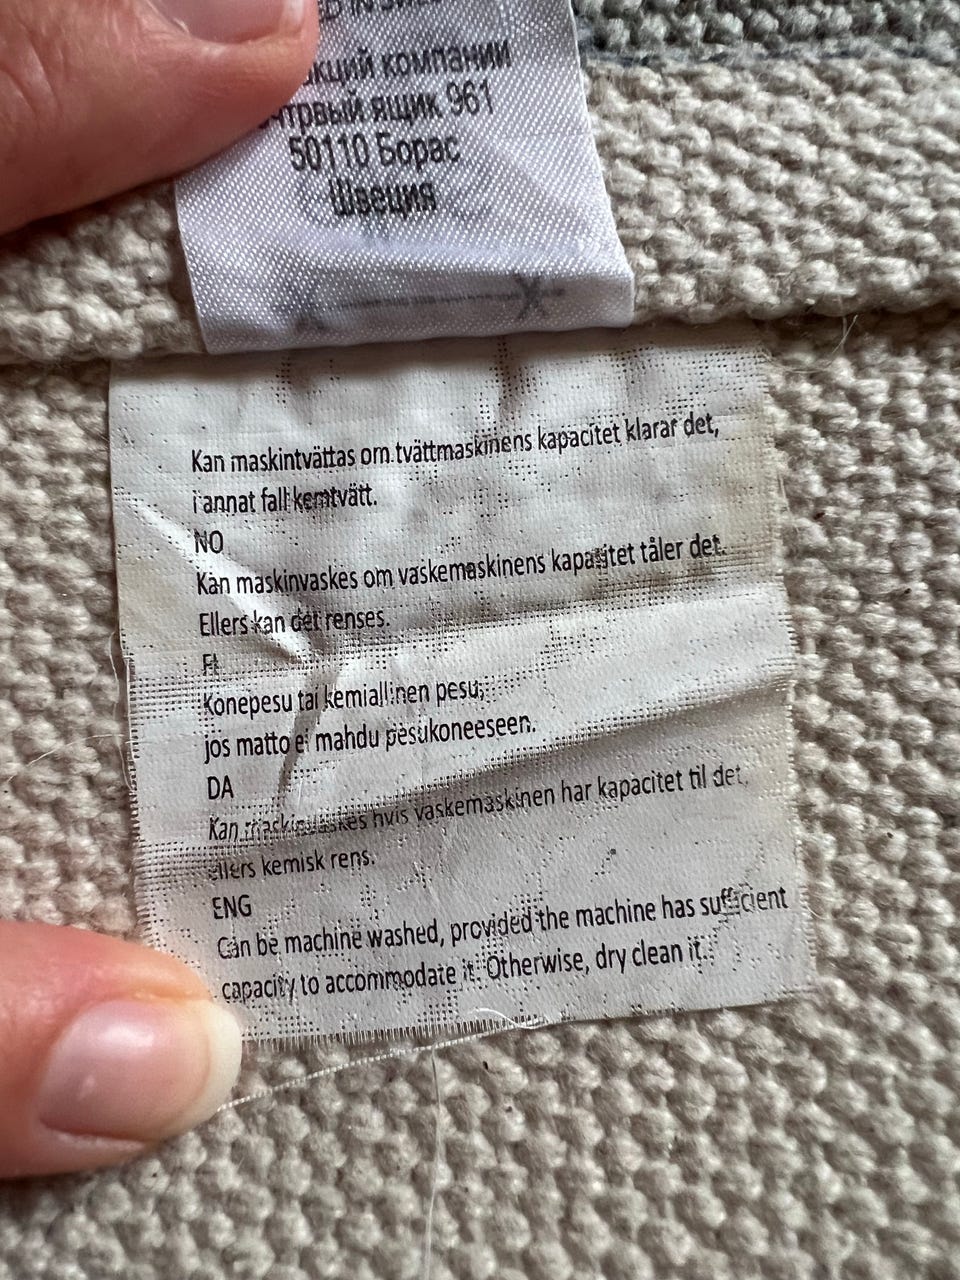 компании
ящик 961
50110 Борас
Швеция
Kan maskintvättas om tvättmaskinens kapacitet klarar det,
i annat fall kemtvätt.
NO
Kan maskinvaskes om vaskemaskinens kapasitet tåler det.
Ellers kan det renses.
FI
Konepesu tai kemiallinen pesu,
jos matto ei mahdu pesukoneeseen.
DA
Kan maskinvaskes hvis vaskemaskinen har kapacitet til det,
ellers kemisk rens.
ENG
Can be machine washed, provided the machine has sufficient
capacity to accommodate it. Otherwise, dry clean it.